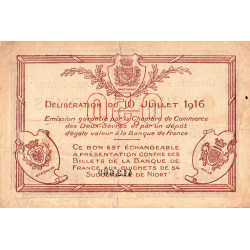 DÉLIBÉRATION DU 10 JUILLET 1916
Emission garantie par la Chambre de Commerce
des Deux-Sèvres et par un dépôt
d'égale valeur à la Banque de France
CE BON EST ÉCHANGEABLE
A PRÉSENTATION CONTRE DES
BILLETS DE LA BANQUE DE
FRANCE AUX GUICHETS DE SA
SUCCURSALE DE NIORT